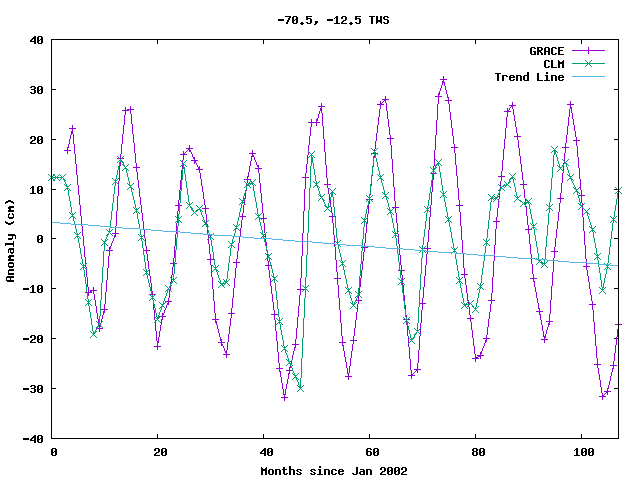 -70.5, -12.5 TWS
GRACE
CLM
Trend Line
40
30
20
10
0
-10
-20
-30
-40
Anomaly (cm)
0 20 40 60 80 100
Months since Jan 2002